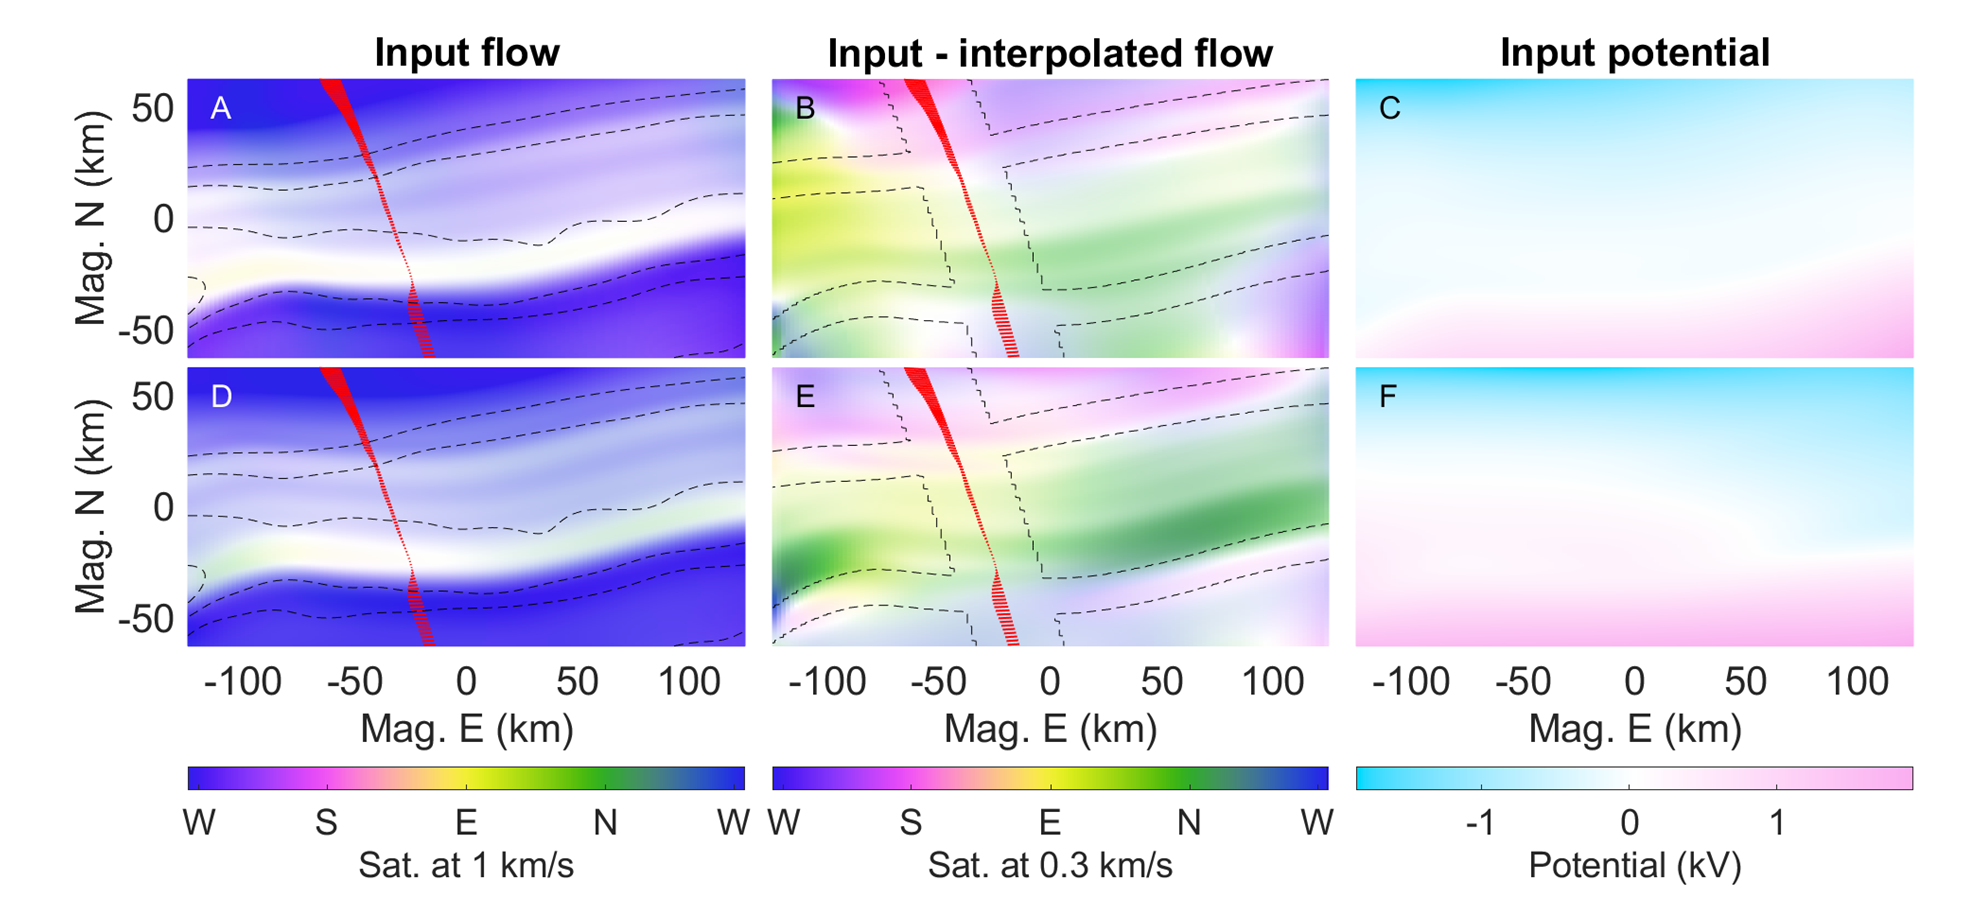 Input flow
Input - interpolated flow
Input potential
A
B
C
50
0
-50
Mag. N (km)
D
E
F
50
0
-50
Mag. N (km)
-100 -50 0 50 100
-100 -50 0 50 100
-100 -50 0 50 100
Mag. E (km)
Mag. E (km)
Mag. E (km)
W S E N W
W S E N W
-1 0 1
Sat. at 1 km/s
Sat. at 0.3 km/s
Potential (kV)